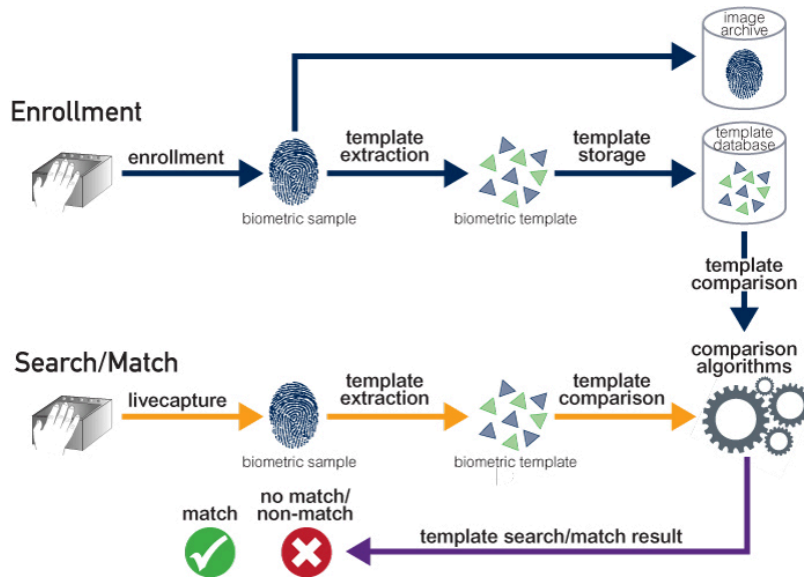 image
archive
Enrollment
enrollment
template
extraction
template
storage
template
database
biometric sample
biometric template
template
comparison
Search/Match
comparison
algorithms
livecapture
template
extraction
template
comparison
biometric sample
biometric template
match
no match/
non-match
template search/match result